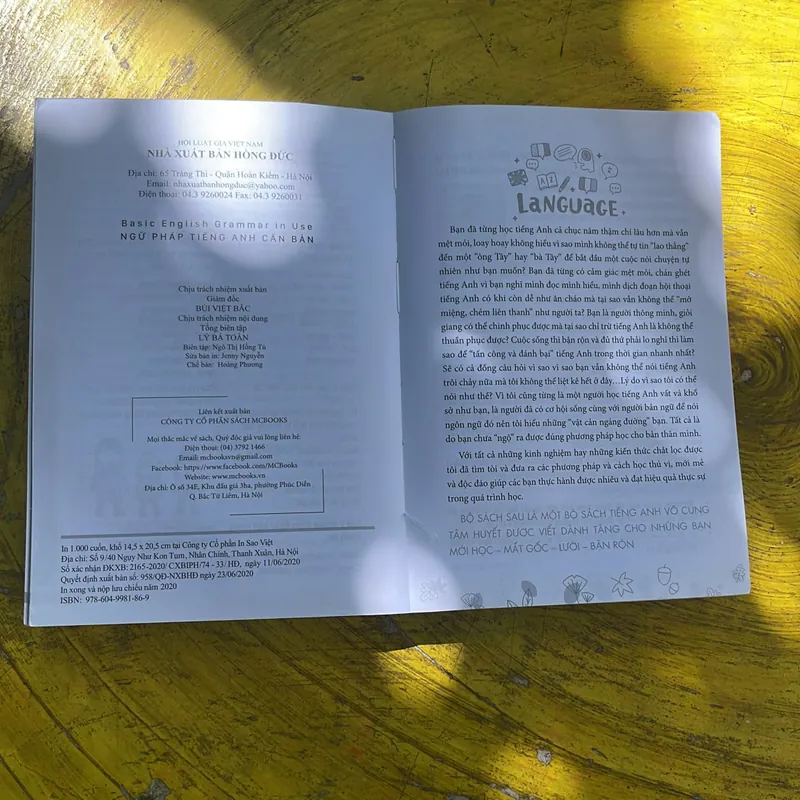 HỘI LUẬT GIA VIỆT NAM
NHÀ XUẤT BẢN HỒNG ĐỨC
Địa chỉ: 65 Tràng Thi - Quận Hoàn Kiếm - Hà Nội
Email: nhaxuatbanhongduc@yahoo.com
Điện thoại: 04.3 9260024 Fax: 04.3 9260031
Basic English Grammar in Use
NGỮ PHÁP TIẾNG ANH CĂN BẢN
Chịu trách nhiệm xuất bản
Giám đốc
BÙI VIỆT BẮC
Chịu trách nhiệm nội dung
Tổng biên tập
LÝ BÁ TOÀN
Biên tập: Ngô Thị Hồng Tú
Sửa bản in: Jenny Nguyễn
Chế bản: Hoàng Phương
Liên kết xuất bản
CÔNG TY CỔ PHẦN SÁCH MCBOOKS
Mọi thắc mắc về sách, Quý độc giả vui lòng liên hệ:
Điện thoại: (04) 3792 1466
Email: mcbooksvn@gmail.com
Facebook: https://www.facebook.com/MCBooks
Website: mcbooks.vn
Địa chỉ: Ô số 34E, Khu đấu giá 3ha, phường Phúc Diễn
Q. Bắc Từ Liêm, Hà Nội
In 1.000 cuốn, khổ 14,5 x 20,5 cm tại Công ty Cổ phần In Sao Việt
Địa chỉ: Số 9/40 Ngụy Như Kon Tum, Nhân Chính, Thanh Xuân, Hà Nội
Số xác nhận ĐKXB: 2165-2020/ CXBIPH/74 - 33/ HĐ, ngày 11/06/2020
Quyết định xuất bản số: 958/QĐ-NXBHĐ ngày 23/06/2020
In xong và nộp lưu chiểu năm 2020
ISBN: 978-604-9981-86-9
LANGUAGE
Bạn đã từng học tiếng Anh cả chục năm thậm chí lâu hơn mà vẫn
mệt mỏi, loay hoay không hiểu vì sao mình không thể tự tin "lao thẳng"
đến một "ông Tây" hay "bà Tây" để bắt đầu một cuộc nói chuyện tự
nhiên như bạn muốn? Bạn đã từng có cảm giác mệt mỏi, chán ghét
tiếng Anh vì bạn nghĩ mình đọc mình hiểu, mình dịch đoạn hội thoại
tiếng Anh có khi còn dễ như ăn cháo mà tại sao vẫn không thể "mở
miệng, chém liên thanh" như người ta? Bạn là người thông minh, giỏi
giang có thể chinh phục được mà tại sao chỉ trừ tiếng Anh là không thể
thuần phục được? Cuộc sống thì bận rộn và đủ thứ phải lo nghĩ thì làm
sao để "tấn công và đánh bại" tiếng Anh trong thời gian nhanh nhất?
Sẽ có cả đống câu hỏi vì sao vì sao bạn vẫn không thể nói tiếng Anh
trôi chảy nữa mà tôi không thể liệt kê hết ở đây…Lý do vì sao tôi có thể
nói như thế? Vì tôi cũng từng là một người học tiếng Anh vất vả và khổ
sở như bạn, là người đã có cơ hội sống cùng với người bản ngữ để nói
ngôn ngữ đó nên tôi hiểu những "vật cản ngáng đường" bạn. Tất cả là
do bạn chưa "ngộ" ra được đúng phương pháp học cho bản thân mình.
Với tất cả những kinh nghiệm hay những kiến thức chắt lọc được
tôi đã tìm tòi và đưa ra các phương pháp và cách học thú vị, mới mẻ
và độc đáo giúp các bạn thực hành được nhiều và đạt hiệu quả thực sự
trong quá trình học.
BỘ SÁCH SAU LÀ MỘT BỘ SÁCH TIẾNG ANH VÔ CÙNG
TÂM HUYẾT ĐƯỢC VIẾT DÀNH TẶNG CHO NHỮNG BẠN
MỚI HỌC – MẤT GỐC – LƯỜI – BẬN RỘN